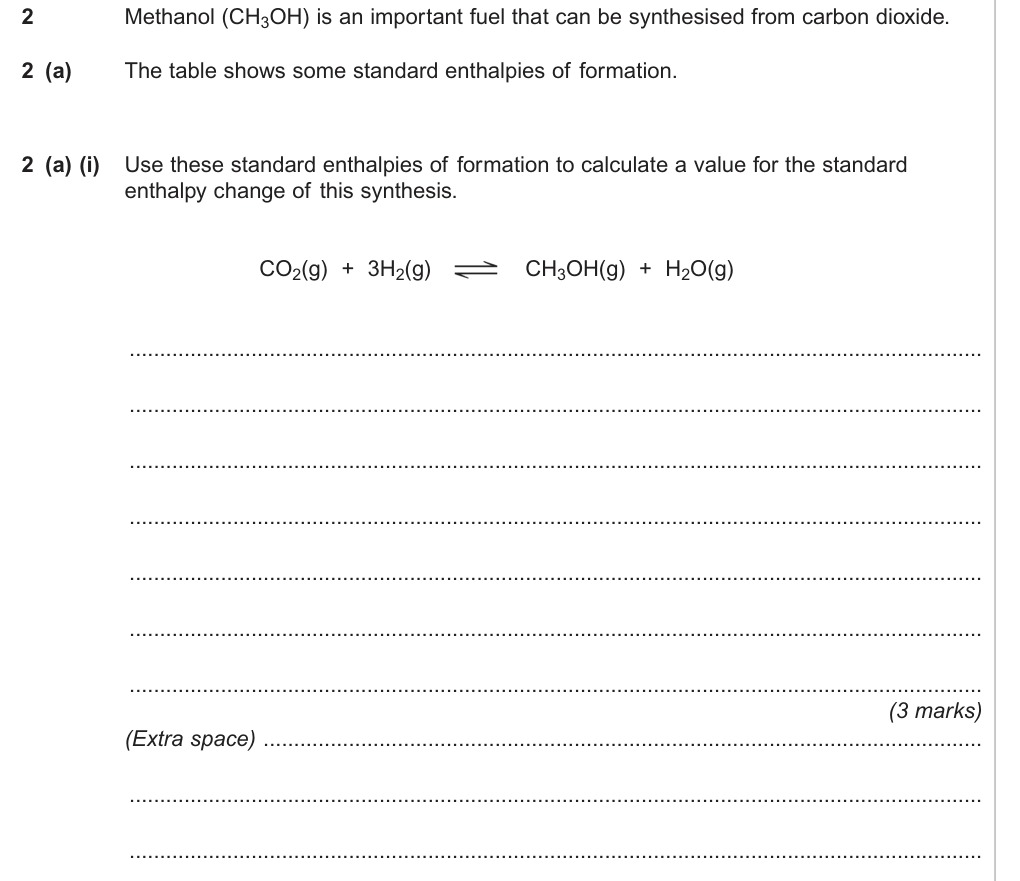 2 Methanol (CH₃OH) is an important fuel that can be synthesised from carbon dioxide.
2 (a) The table shows some standard enthalpies of formation.
2 (a) (i) Use these standard enthalpies of formation to calculate a value for the standard
enthalpy change of this synthesis.
CO₂(g) + 3H₂(g) ⇌ CH₃OH(g) + H₂O(g)
(3 marks)
(Extra space)